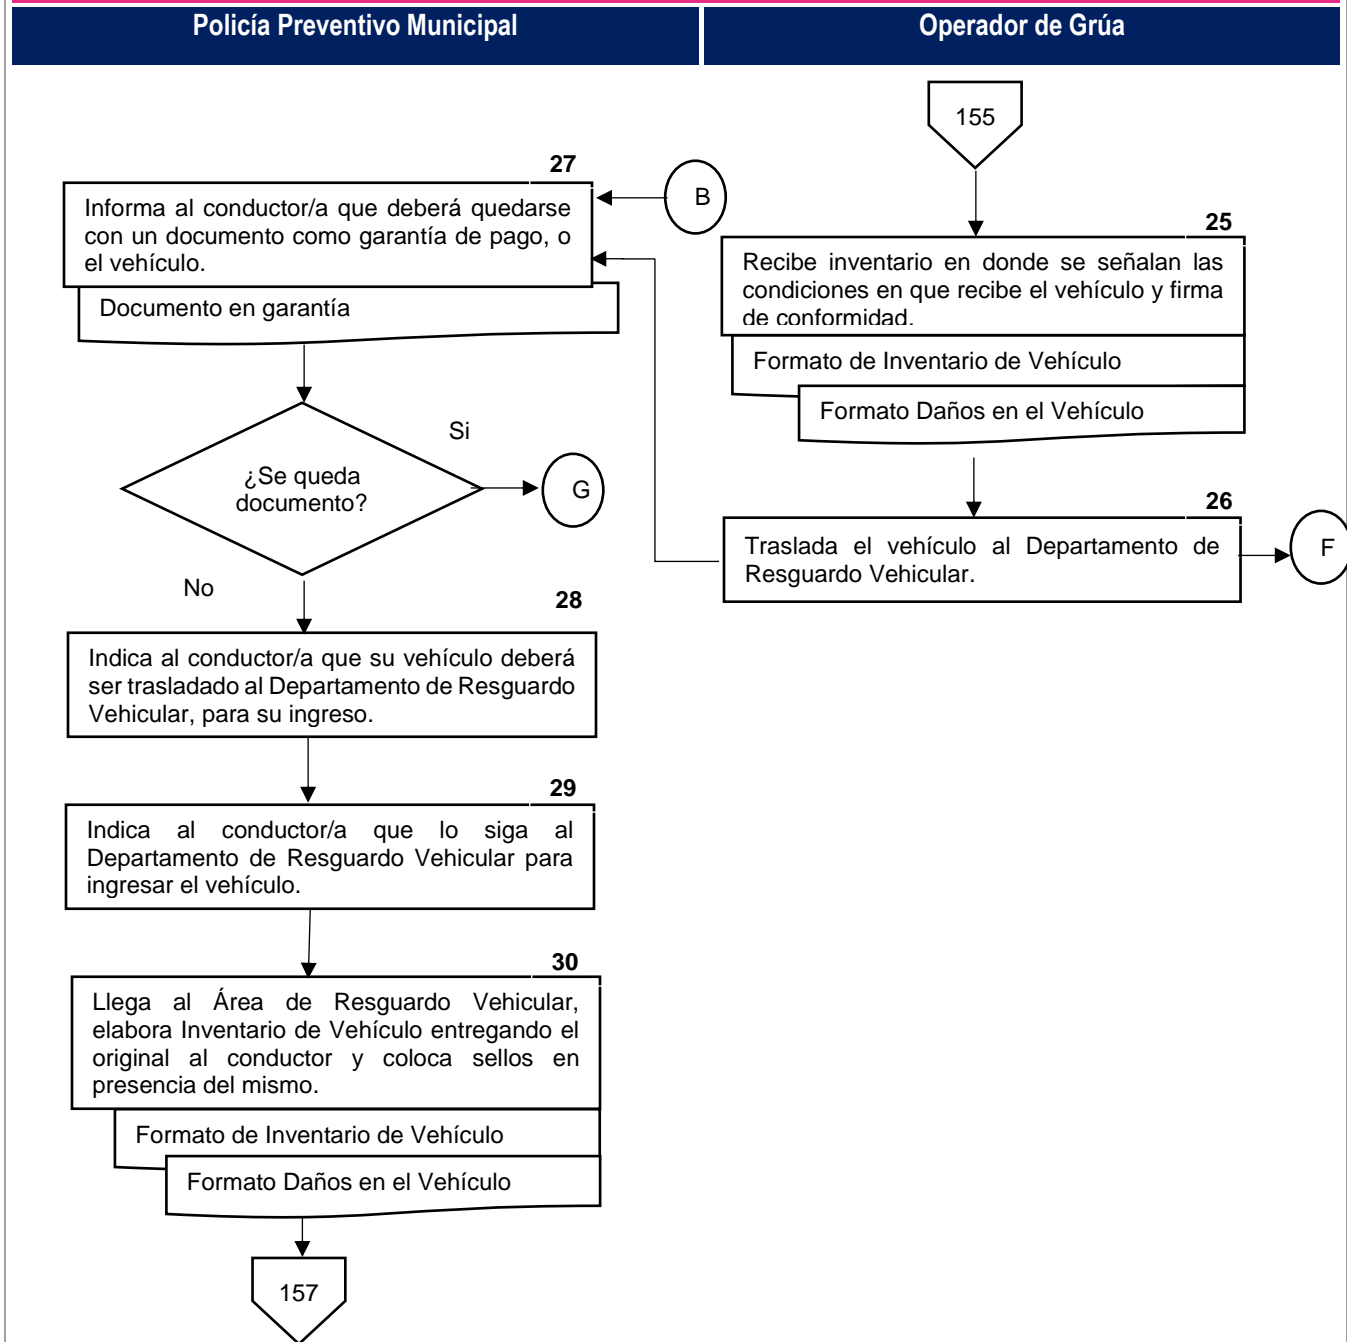 Policía Preventivo Municipal
Operador de Grúa
155
27
B
Informa al conductor/a que deberá quedarse
con un documento como garantía de pago, o
el vehículo.
Documento en garantía
25
Recibe inventario en donde se señalan las
condiciones en que recibe el vehículo y firma
de conformidad.
Formato de Inventario de Vehículo
Formato Daños en el Vehículo
Si
¿Se queda
documento?
G
No
26
Traslada el vehículo al Departamento de
Resguardo Vehicular.
F
28
Indica al conductor/a que su vehículo deberá
ser trasladado al Departamento de Resguardo
Vehicular, para su ingreso.
29
Indica al conductor/a que lo siga al
Departamento de Resguardo Vehicular para
ingresar el vehículo.
30
Llega al Área de Resguardo Vehicular,
elabora Inventario de Vehículo entregando el
original al conductor y coloca sellos en
presencia del mismo.
Formato de Inventario de Vehículo
Formato Daños en el Vehículo
157